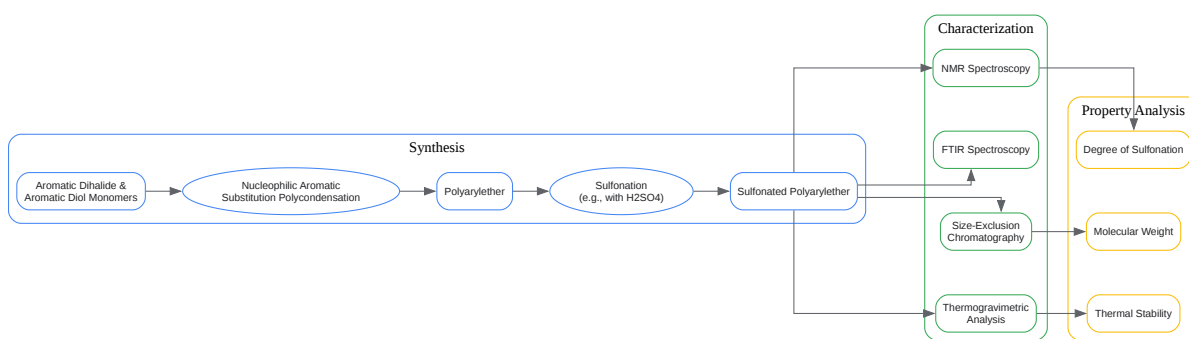 Characterization
NMR Spectroscopy
Property Analysis
Synthesis
FTIR Spectroscopy
Degree of Sulfonation
Aromatic Dihalide &
Aromatic Diol Monomers
Nucleophilic Aromatic
Substitution Polycondensation
Polyarylether
Sulfonation
(e.g., with H2SO4)
Sulfonated Polyarylether
Size-Exclusion
Chromatography
Molecular Weight
Thermogravimetric
Analysis
Thermal Stability